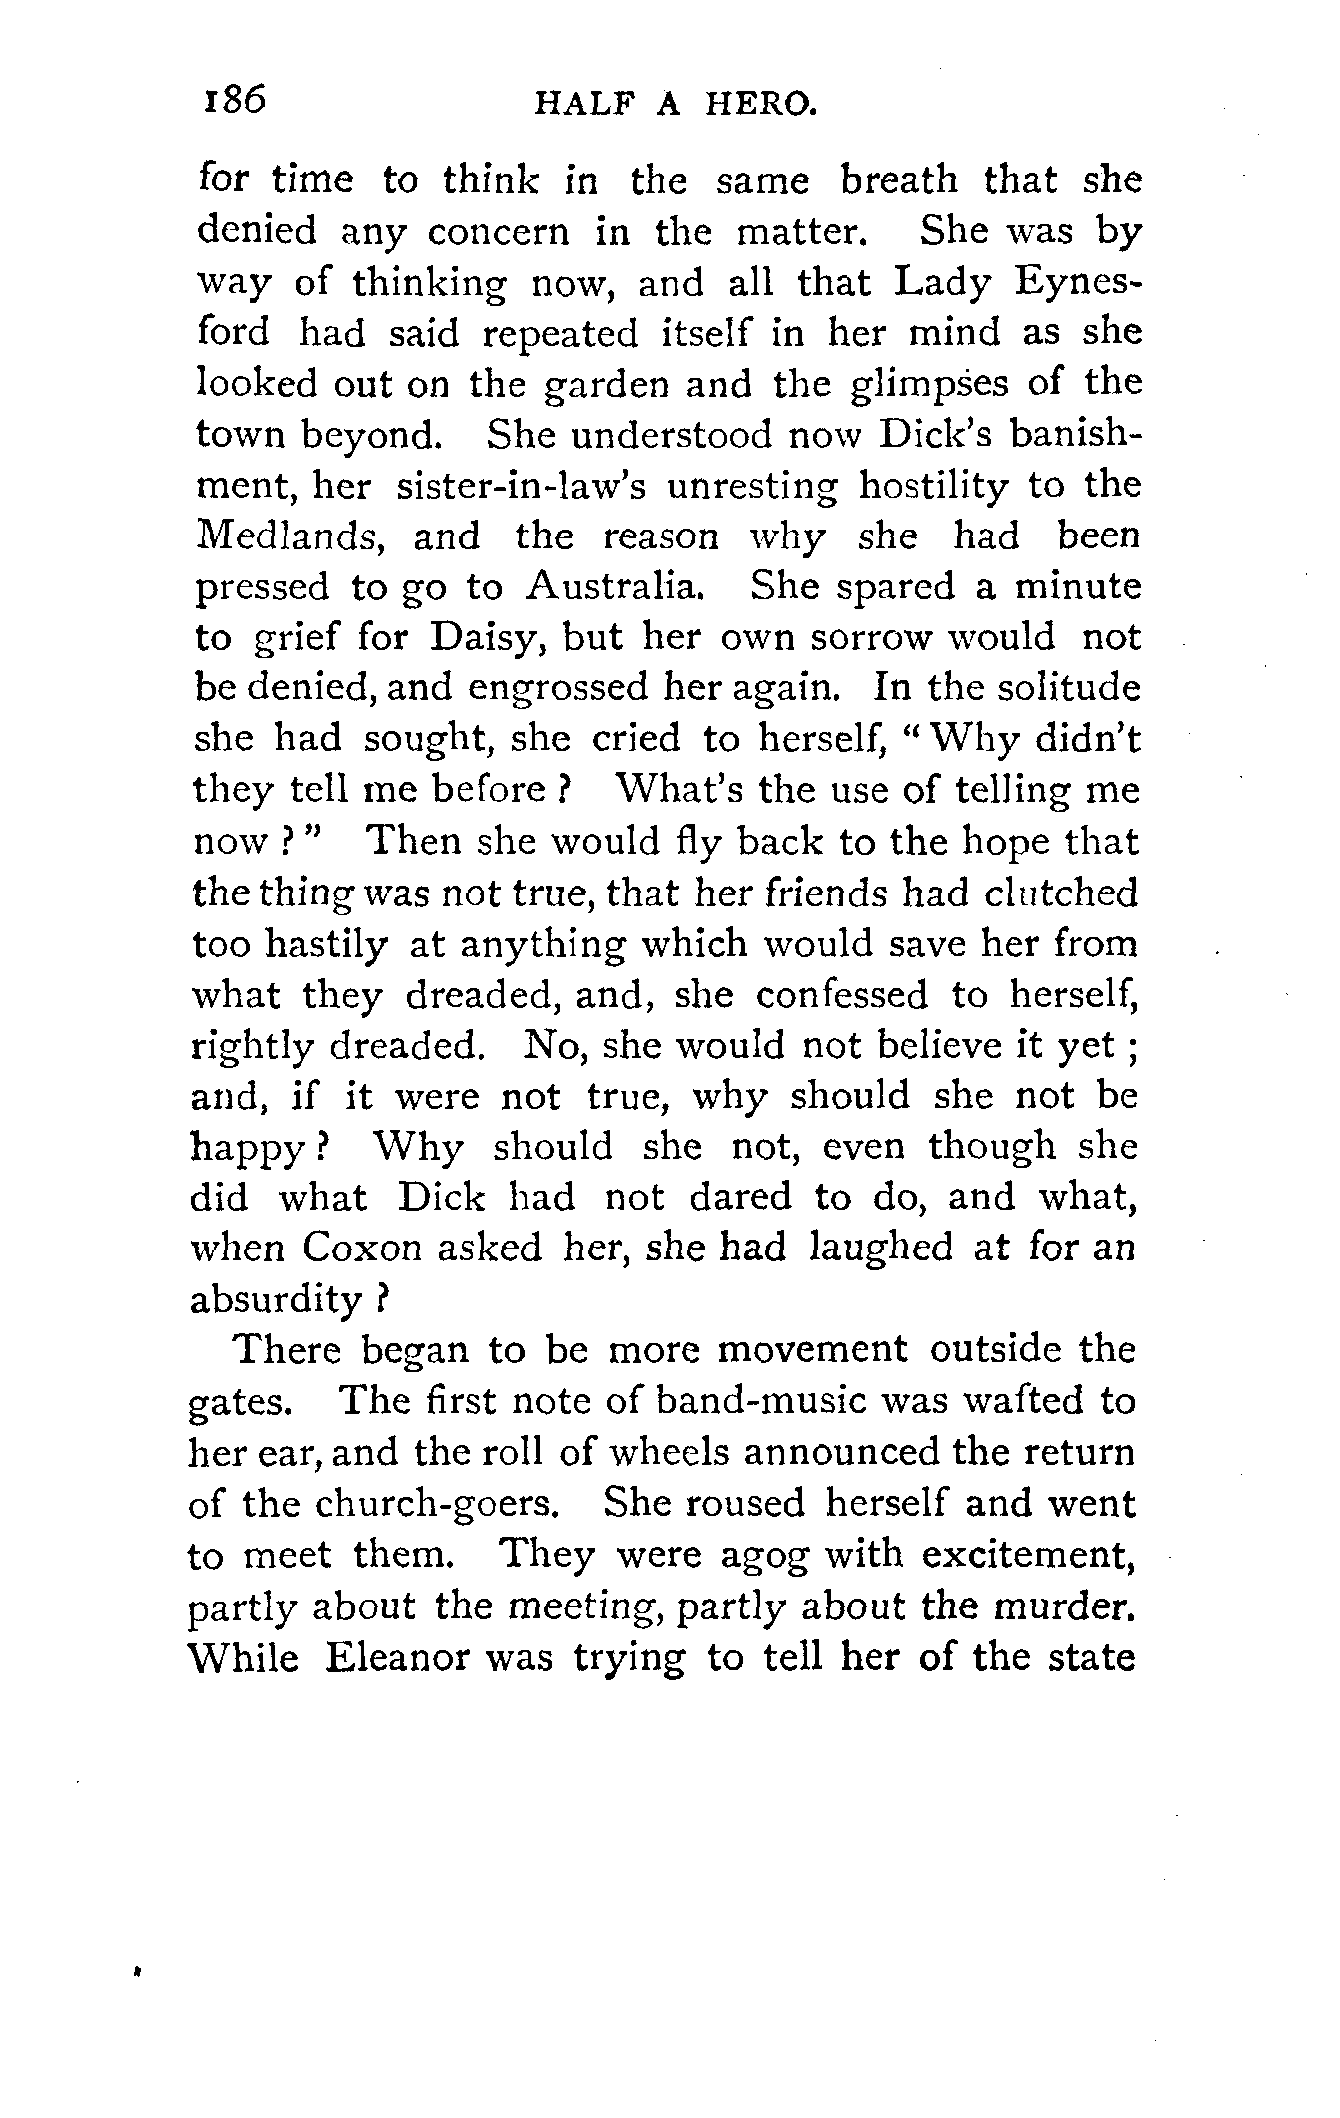 186 HALF A HERO.
for time to think in the same breath that she
denied any concern in the matter. She was by
way of thinking now, and all that Lady Eynes-
ford had said repeated itself in her mind as she
looked out on the garden and the glimpses of the
town beyond. She understood now Dick's banish-
ment, her sister-in-law's unresting hostility to the
Medlands, and the reason why she had been
pressed to go to Australia. She spared a minute
to grief for Daisy, but her own sorrow would not
be denied, and engrossed her again. In the solitude
she had sought, she cried to herself, "Why didn't
they tell me before? What's the use of telling me
now?" Then she would fly back to the hope that
the thing was not true, that her friends had clutched
too hastily at anything which would save her from
what they dreaded, and, she confessed to herself,
rightly dreaded. No, she would not believe it yet;
and, if it were not true, why should she not be
happy? Why should she not, even though she
did what Dick had not dared to do, and what,
when Coxon asked her, she had laughed at for an
absurdity?
There began to be more movement outside the
gates. The first note of band-music was wafted to
her ear, and the roll of wheels announced the return
of the church-goers. She roused herself and went
to meet them. They were agog with excitement,
partly about the meeting, partly about the murder.
While Eleanor was trying to tell her of the state